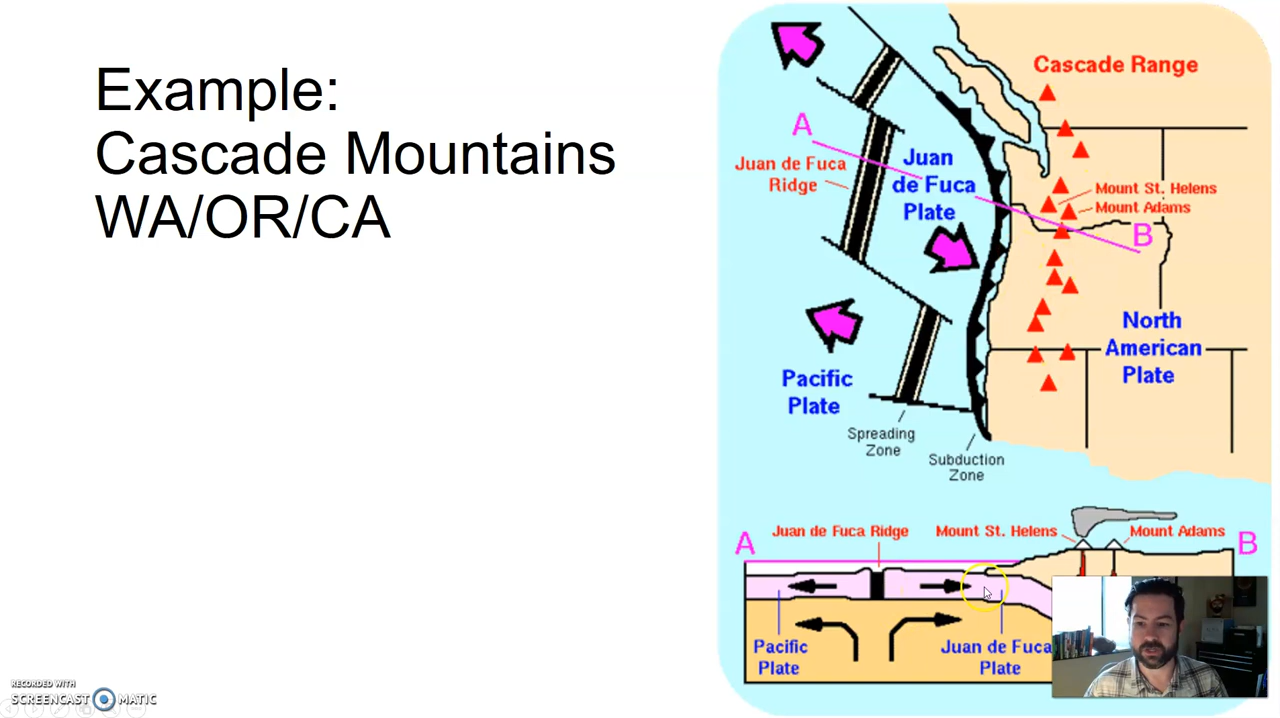 Example:
Cascade Mountains
WA/OR/CA
Cascade Range
A
Juan de Fuca
Ridge
Juan
de Fuca
Plate
Mount St. Helens
Mount Adams
B
North
American
Plate
Pacific
Plate
Spreading
Zone
Subduction
Zone
A
Juan de Fuca Ridge
Mount St. Helens
Mount Adams
B
Pacific
Plate
Juan de Fuca
Plate
RECORDED WITH
SCREENCAST MATIC